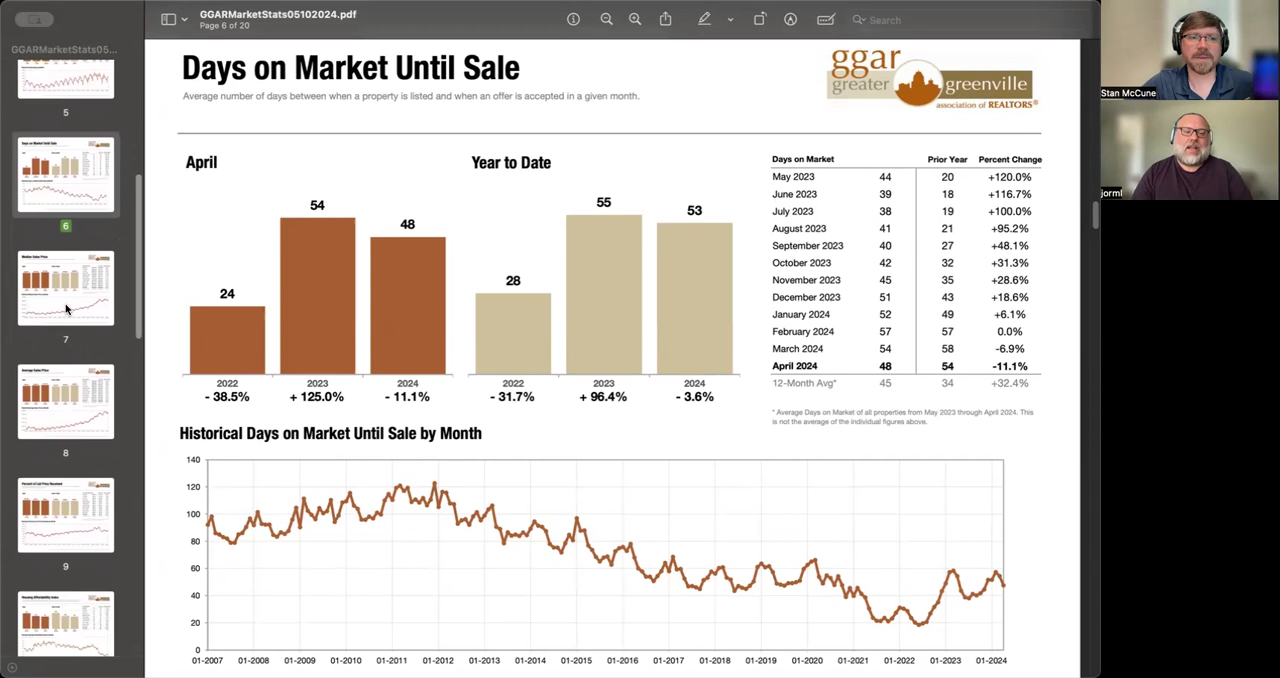 GGARMarketStats05102024.pdf
Page 6 of 20
Search
GGARMarketStats05...
5
6
7
8
9
Days on Market Until Sale
Average number of days between when a property is listed and when an offer is accepted in a given month.
ggar
greater greenville
association of REALTORS®
Stan McCune
jorml
April
54
48
24
2022 2023 2024
- 38.5% + 125.0% - 11.1%
Year to Date
55
53
28
2022 2023 2024
- 31.7% + 96.4% - 3.6%
Days on Market Prior Year Percent Change
May 2023 44 20 +120.0%
June 2023 39 18 +116.7%
July 2023 38 19 +100.0%
August 2023 41 21 +95.2%
September 2023 40 27 +48.1%
October 2023 42 32 +31.3%
November 2023 45 35 +28.6%
December 2023 51 43 +18.6%
January 2024 52 49 +6.1%
February 2024 57 57 0.0%
March 2024 54 58 -6.9%
April 2024 48 54 -11.1%
12-Month Avg* 45 34 +32.4%
* Average Days on Market of all properties from May 2023 through April 2024. This
is not the average of the individual figures above.
Historical Days on Market Until Sale by Month
140
120
100
80
60
40
20
0
01-2007 01-2008 01-2009 01-2010 01-2011 01-2012 01-2013 01-2014 01-2015 01-2016 01-2017 01-2018 01-2019 01-2020 01-2021 01-2022 01-2023 01-2024